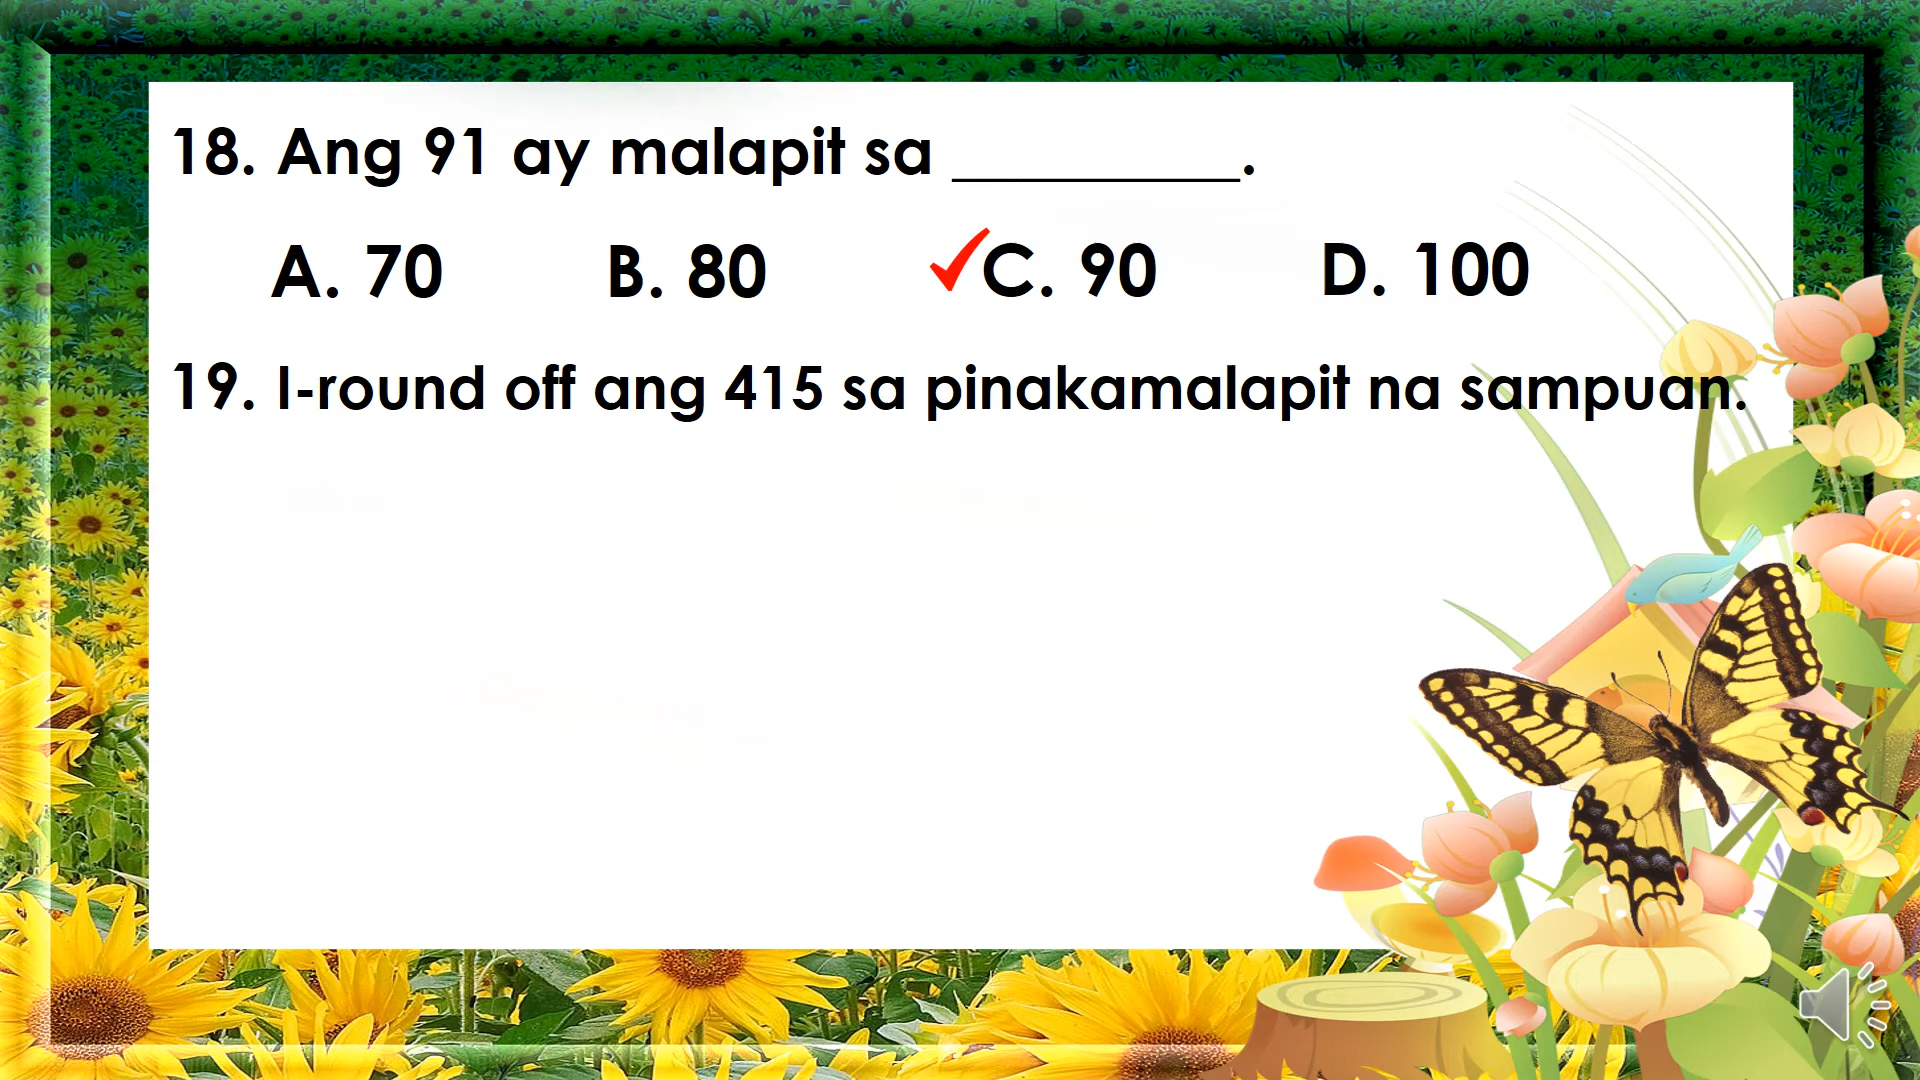 18. Ang 91 ay malapit sa _________.
A. 70 B. 80 C. 90 D. 100
19. I-round off ang 415 sa pinakamalapit na sampuan.